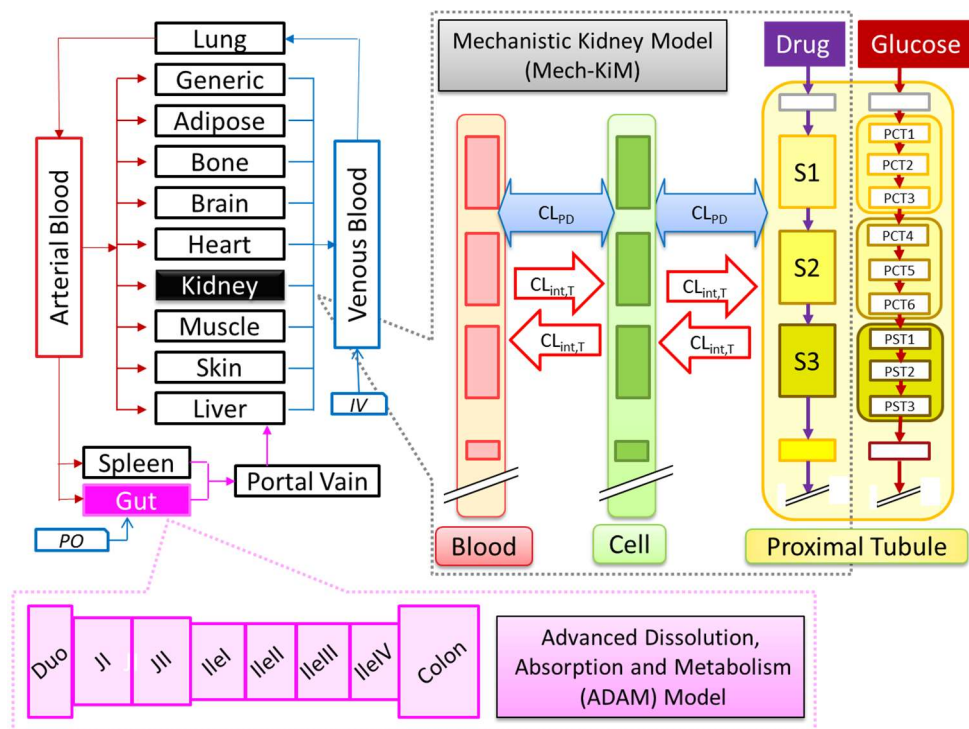 Lung
Generic
Adipose
Bone
Brain
Heart
Kidney
Muscle
Skin
Liver
Arterial Blood
Venous Blood
IV
Spleen
Gut
Portal Vain
PO
Mechanistic Kidney Model
(Mech-KiM)
Drug
Glucose
CLPD
CLPD
CLint,T
CLint,T
CLint,T
CLint,T
S1
S2
S3
PCT1
PCT2
PCT3
PCT4
PCT5
PCT6
PST1
PST2
PST3
Blood
Cell
Proximal Tubule
Duo
JI
JII
IleI
IleII
IleIII
IleIV
Colon
Advanced Dissolution,
Absorption and Metabolism
(ADAM) Model